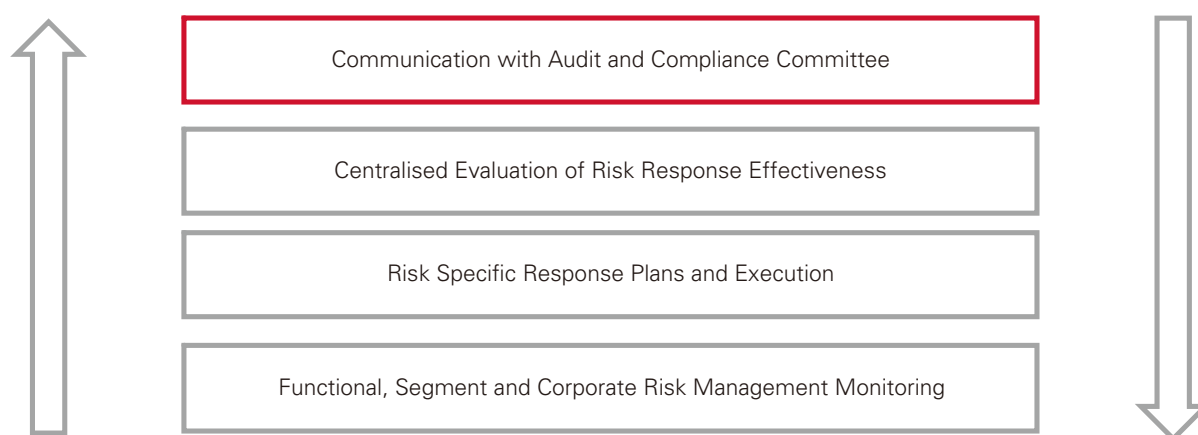 Communication with Audit and Compliance Committee
Centralised Evaluation of Risk Response Effectiveness
Risk Specific Response Plans and Execution
Functional, Segment and Corporate Risk Management Monitoring